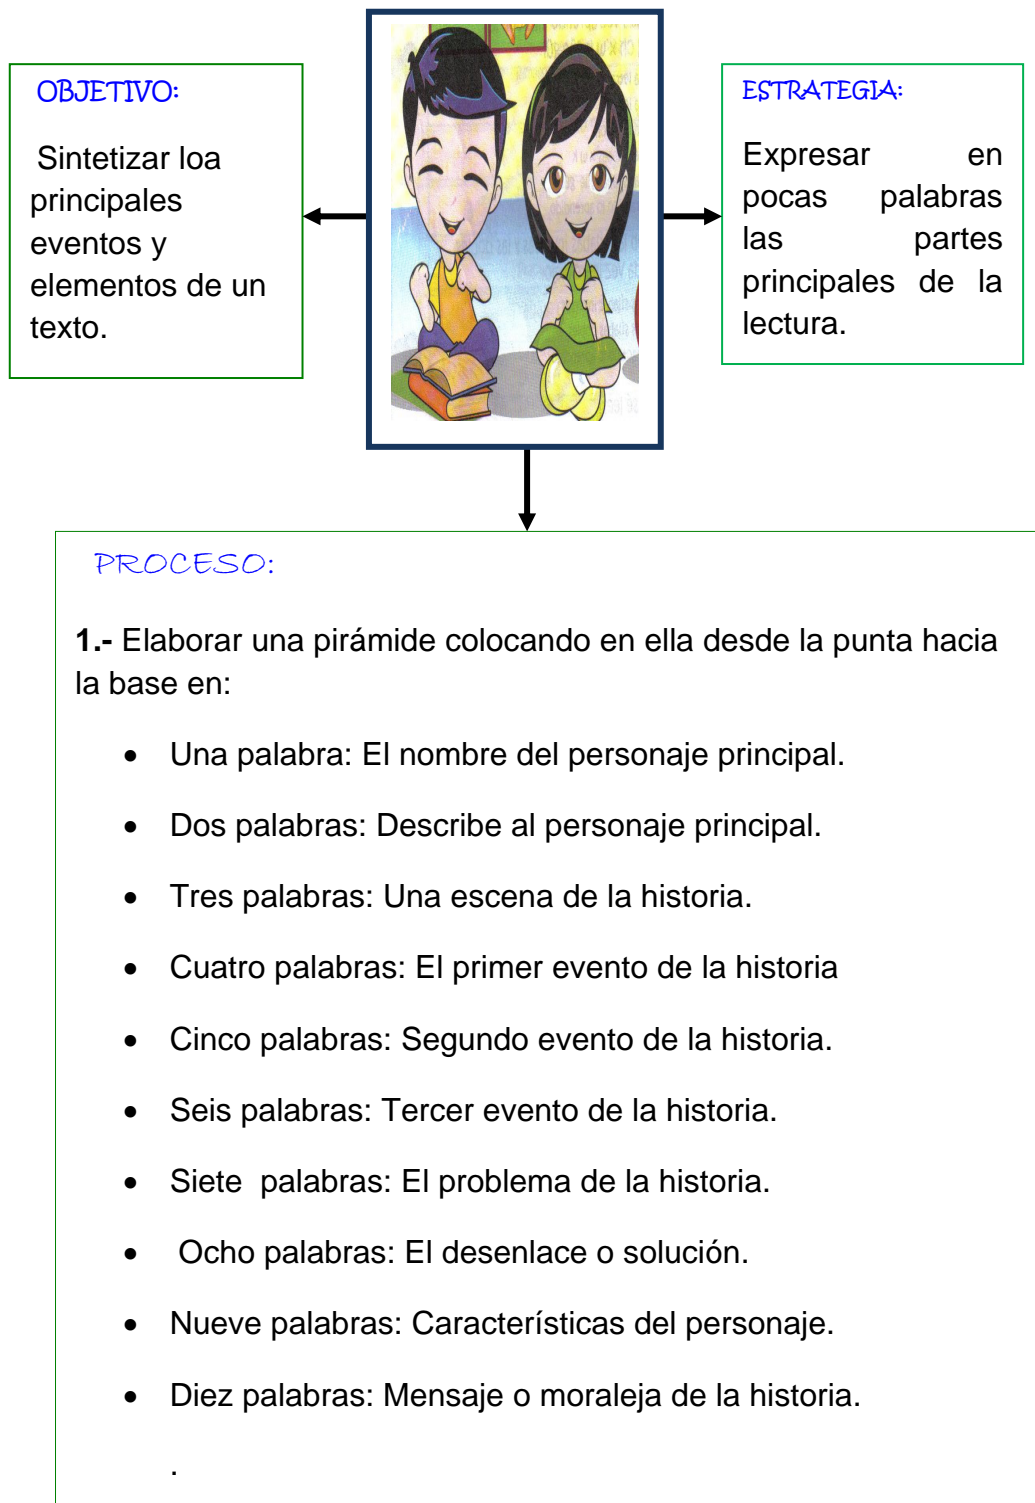 OBJETIVO:
Sintetizar loa
principales
eventos y
elementos de un
texto.
ESTRATEGIA:
Expresar en
pocas palabras
las partes
principales de la
lectura.
PROCESO:
1.- Elaborar una pirámide colocando en ella desde la punta hacia
la base en:
• Una palabra: El nombre del personaje principal.
• Dos palabras: Describe al personaje principal.
• Tres palabras: Una escena de la historia.
• Cuatro palabras: El primer evento de la historia
• Cinco palabras: Segundo evento de la historia.
• Seis palabras: Tercer evento de la historia.
• Siete  palabras: El problema de la historia.
• Ocho palabras: El desenlace o solución.
• Nueve palabras: Características del personaje.
• Diez palabras: Mensaje o moraleja de la historia.
.